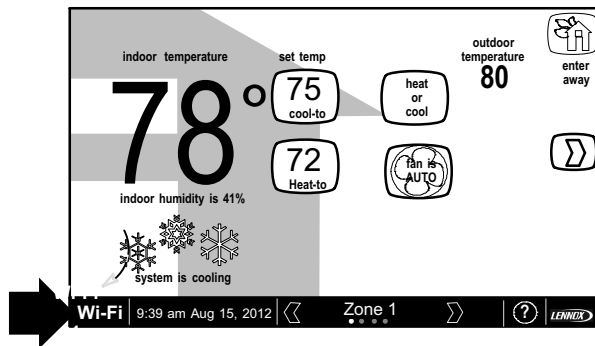 indoor temperature
set temp
outdoor temperature
80
enter away
78°
75
cool-to
heat or cool
72
Heat-to
fan is AUTO
indoor humidity is 41%
system is cooling
Wi-Fi
9:39 am Aug 15, 2012
Zone 1
?
LENNOX